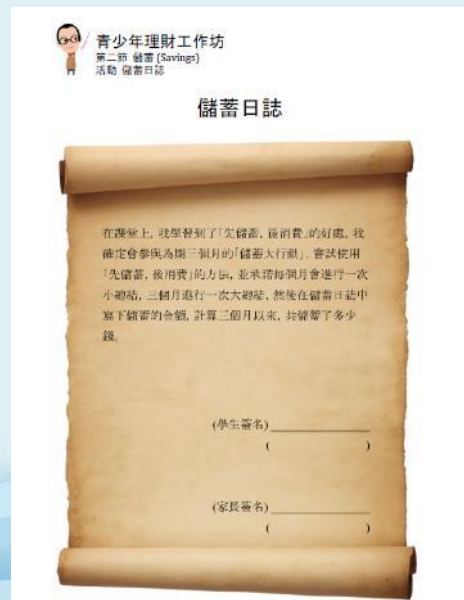 青少年理財工作坊
第二節 儲蓄 (Savings)
活動 儲蓄日誌
儲蓄日誌
在課堂上, 我學習到了「先儲蓄, 後消費」的好處, 我
確定會參與為期三個月的「儲蓄大行動」, 嘗試使用
「先儲蓄, 後消費」的方法, 並承諾每個月會進行一次
小總結, 三個月進行一次大總結, 然後在儲蓄日誌中
寫下儲蓄的金額, 計算三個月以來, 共儲蓄了多少
錢。
(學生簽名)______________
( )
(家長簽名)______________
( )